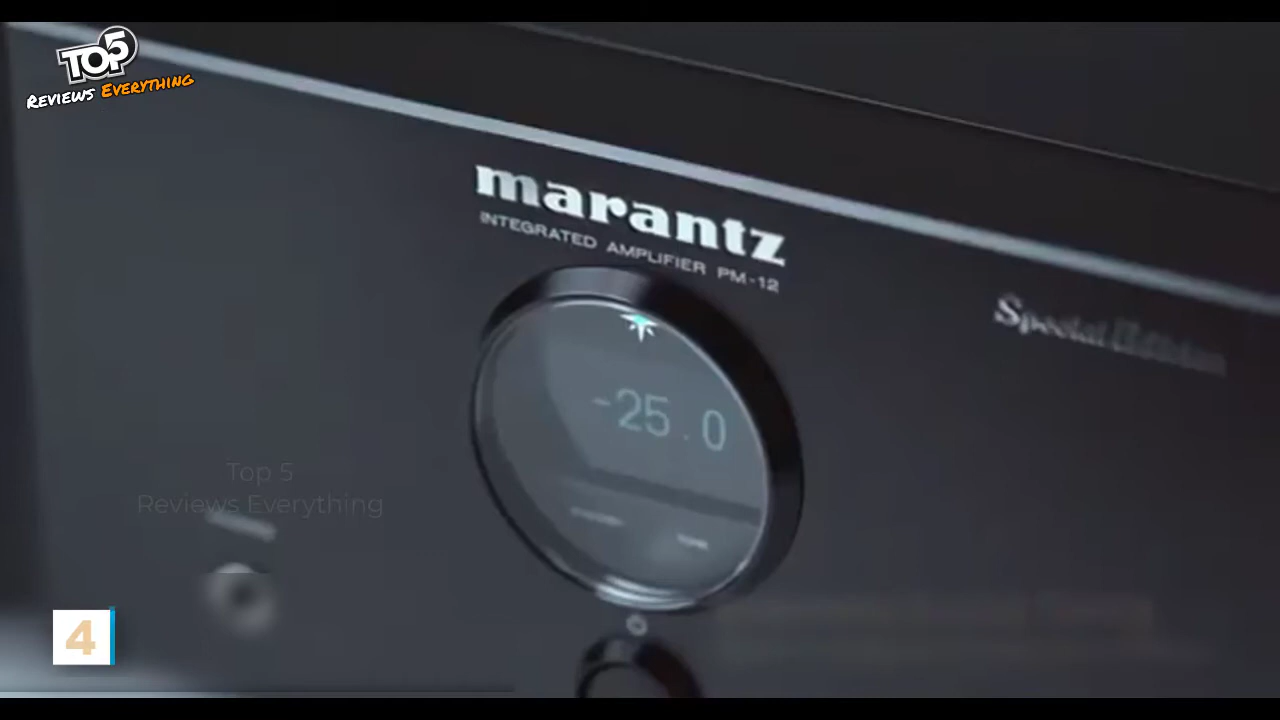 TOP5
Reviews Everything
marantz
INTEGRATED AMPLIFIER PM-12
Special Edition
-25.0
Top 5
Reviews Everything
4